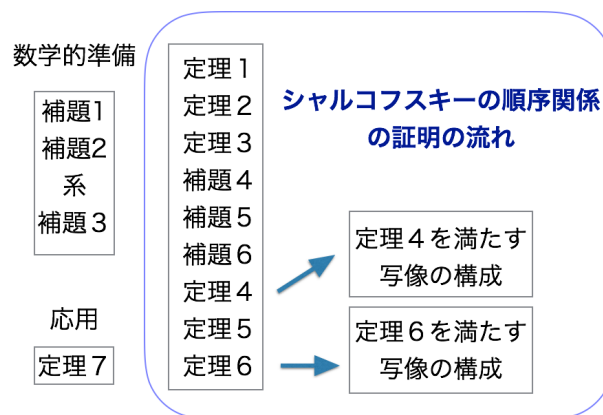 数学的準備
補題1
補題2
系
補題３
応用
定理７
定理１
定理２
定理３
補題４
補題５
補題６
定理４
定理５
定理６
シャルコフスキーの順序関係
の証明の流れ
定理４を満たす
写像の構成
定理６を満たす
写像の構成